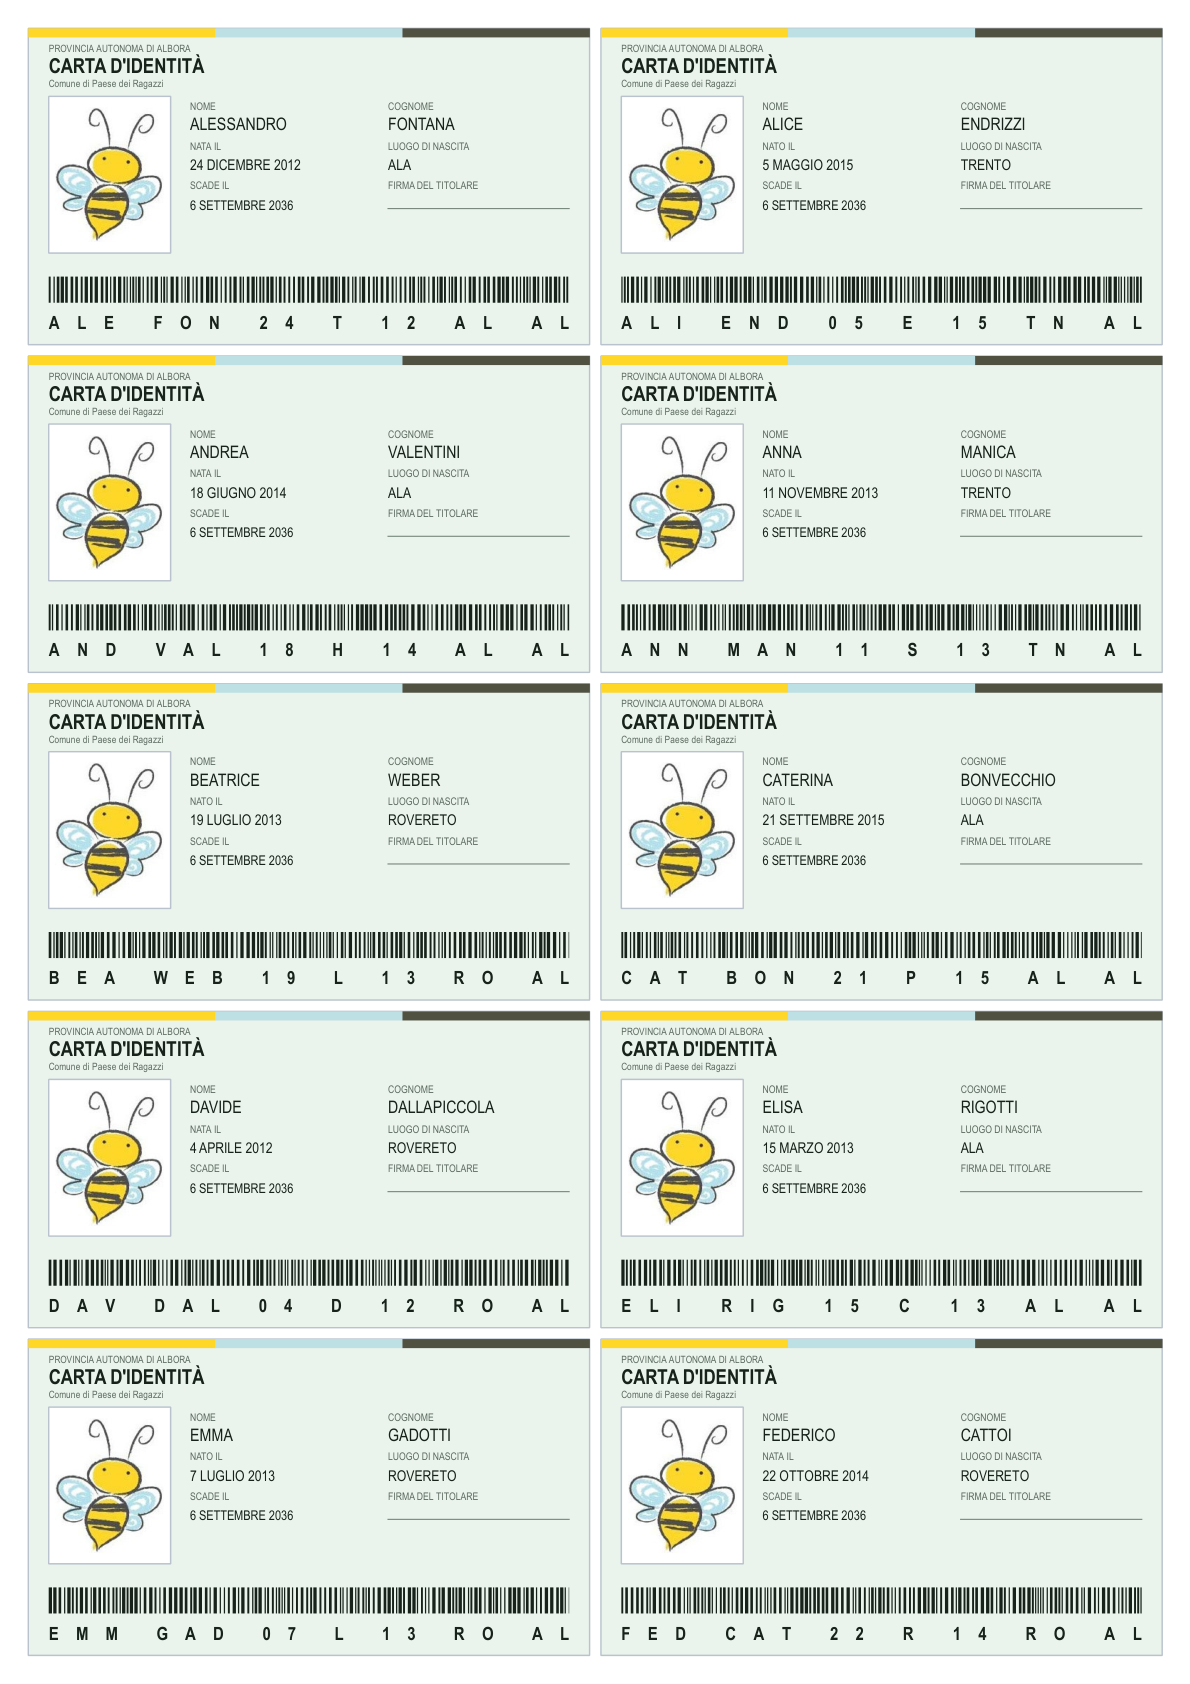 PROVINCIA AUTONOMA DI ALBORA
CARTA D'IDENTITÀ
Comune di Paese dei Ragazzi
NOME COGNOME
ALESSANDRO FONTANA
NATA IL LUOGO DI NASCITA
24 DICEMBRE 2012 ALA
SCADE IL FIRMA DEL TITOLARE
6 SETTEMBRE 2036
ALE FON 24 T 12 AL AL
PROVINCIA AUTONOMA DI ALBORA
CARTA D'IDENTITÀ
Comune di Paese dei Ragazzi
NOME COGNOME
ALICE ENDRIZZI
NATO IL LUOGO DI NASCITA
5 MAGGIO 2015 TRENTO
SCADE IL FIRMA DEL TITOLARE
6 SETTEMBRE 2036
ALI END 05 E 15 TN AL
PROVINCIA AUTONOMA DI ALBORA
CARTA D'IDENTITÀ
Comune di Paese dei Ragazzi
NOME COGNOME
ANDREA VALENTINI
NATA IL LUOGO DI NASCITA
18 GIUGNO 2014 ALA
SCADE IL FIRMA DEL TITOLARE
6 SETTEMBRE 2036
AND VAL 18 H 14 AL AL
PROVINCIA AUTONOMA DI ALBORA
CARTA D'IDENTITÀ
Comune di Paese dei Ragazzi
NOME COGNOME
ANNA MANICA
NATO IL LUOGO DI NASCITA
11 NOVEMBRE 2013 TRENTO
SCADE IL FIRMA DEL TITOLARE
6 SETTEMBRE 2036
ANN MAN 11 S 13 TN AL
PROVINCIA AUTONOMA DI ALBORA
CARTA D'IDENTITÀ
Comune di Paese dei Ragazzi
NOME COGNOME
BEATRICE WEBER
NATO IL LUOGO DI NASCITA
19 LUGLIO 2013 ROVERETO
SCADE IL FIRMA DEL TITOLARE
6 SETTEMBRE 2036
BEA WEB 19 L 13 RO AL
PROVINCIA AUTONOMA DI ALBORA
CARTA D'IDENTITÀ
Comune di Paese dei Ragazzi
NOME COGNOME
CATERINA BONVECCHIO
NATO IL LUOGO DI NASCITA
21 SETTEMBRE 2015 ALA
SCADE IL FIRMA DEL TITOLARE
6 SETTEMBRE 2036
CAT BON 21 P 15 AL AL
PROVINCIA AUTONOMA DI ALBORA
CARTA D'IDENTITÀ
Comune di Paese dei Ragazzi
NOME COGNOME
DAVIDE DALLAPICCOLA
NATA IL LUOGO DI NASCITA
4 APRILE 2012 ROVERETO
SCADE IL FIRMA DEL TITOLARE
6 SETTEMBRE 2036
DAV DAL 04 D 12 RO AL
PROVINCIA AUTONOMA DI ALBORA
CARTA D'IDENTITÀ
Comune di Paese dei Ragazzi
NOME COGNOME
ELISA RIGOTTI
NATO IL LUOGO DI NASCITA
15 MARZO 2013 ALA
SCADE IL FIRMA DEL TITOLARE
6 SETTEMBRE 2036
ELI RIG 15 C 13 AL AL
PROVINCIA AUTONOMA DI ALBORA
CARTA D'IDENTITÀ
Comune di Paese dei Ragazzi
NOME COGNOME
EMMA GADOTTI
NATO IL LUOGO DI NASCITA
7 LUGLIO 2013 ROVERETO
SCADE IL FIRMA DEL TITOLARE
6 SETTEMBRE 2036
EMM GAD 07 L 13 RO AL
PROVINCIA AUTONOMA DI ALBORA
CARTA D'IDENTITÀ
Comune di Paese dei Ragazzi
NOME COGNOME
FEDERICO CATTOI
NATA IL LUOGO DI NASCITA
22 OTTOBRE 2014 ROVERETO
SCADE IL FIRMA DEL TITOLARE
6 SETTEMBRE 2036
FED CAT 22 R 14 RO AL